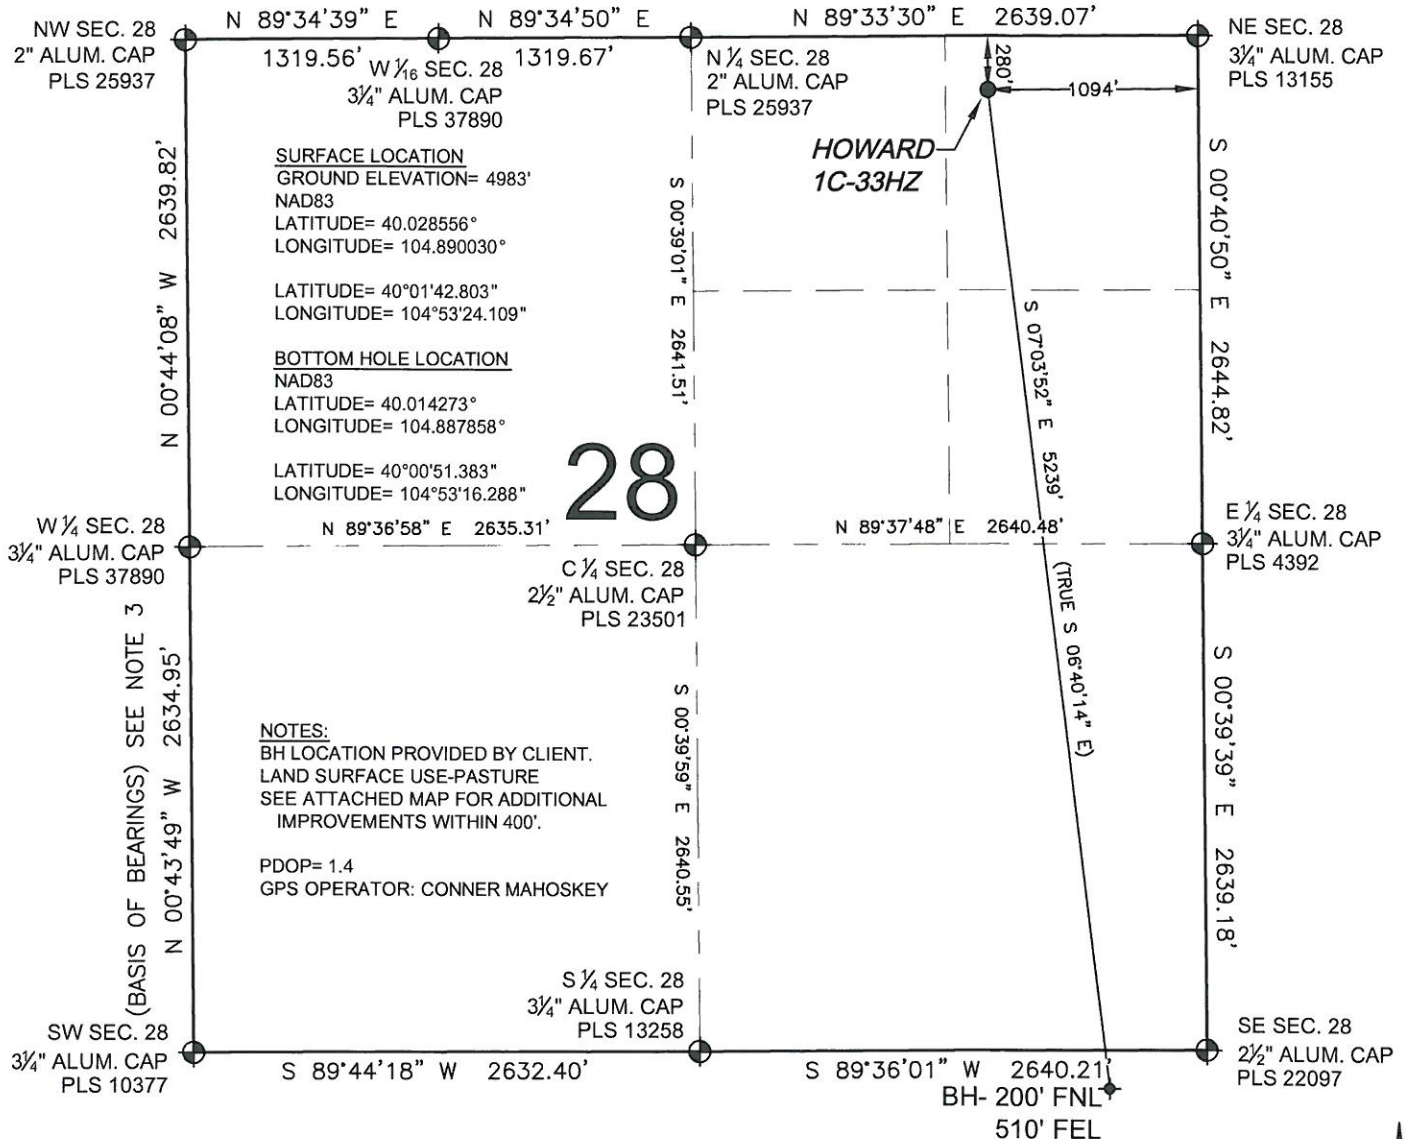 N 89°34'39" E
N 89°34'50" E
N 89°33'30" E 2639.07'
NW SEC. 28
2" ALUM. CAP
PLS 25937
1319.56'
W 1/16 SEC. 28
3¼" ALUM. CAP
PLS 37890
1319.67'
N ¼ SEC. 28
2" ALUM. CAP
PLS 25937
280'
1094'
NE SEC. 28
3¼" ALUM. CAP
PLS 13155
HOWARD
1C-33HZ
N 00°44'08" W 2639.82'
SURFACE LOCATION
GROUND ELEVATION= 4983'
NAD83
LATITUDE= 40.028556°
LONGITUDE= 104.890030°
LATITUDE= 40°01'42.803"
LONGITUDE= 104°53'24.109"
BOTTOM HOLE LOCATION
NAD83
LATITUDE= 40.014273°
LONGITUDE= 104.887858°
LATITUDE= 40°00'51.383"
LONGITUDE= 104°53'16.288"
S 00°39'01" E 2641.51'
S 00°40'50" E 2644.82'
S 07°03'52" E 5239'
(TRUE S 06°40'14" E)
28
W ¼ SEC. 28
3¼" ALUM. CAP
PLS 37890
N 89°36'58" E 2635.31'
C ¼ SEC. 28
2½" ALUM. CAP
PLS 23501
N 89°37'48" E 2640.48'
E ¼ SEC. 28
3¼" ALUM. CAP
PLS 4392
(BASIS OF BEARINGS) SEE NOTE 3
N 00°43'49" W 2634.95'
NOTES:
BH LOCATION PROVIDED BY CLIENT.
LAND SURFACE USE-PASTURE
SEE ATTACHED MAP FOR ADDITIONAL
IMPROVEMENTS WITHIN 400'.
PDOP= 1.4
GPS OPERATOR: CONNER MAHOSKEY
S 00°39'59" E 2640.55'
S 00°39'39" E 2639.18'
SW SEC. 28
3¼" ALUM. CAP
PLS 10377
S 89°44'18" W 2632.40'
S ¼ SEC. 28
3¼" ALUM. CAP
PLS 13258
S 89°36'01" W 2640.21'
BH- 200' FNL
510' FEL
SE SEC. 28
2½" ALUM. CAP
PLS 22097